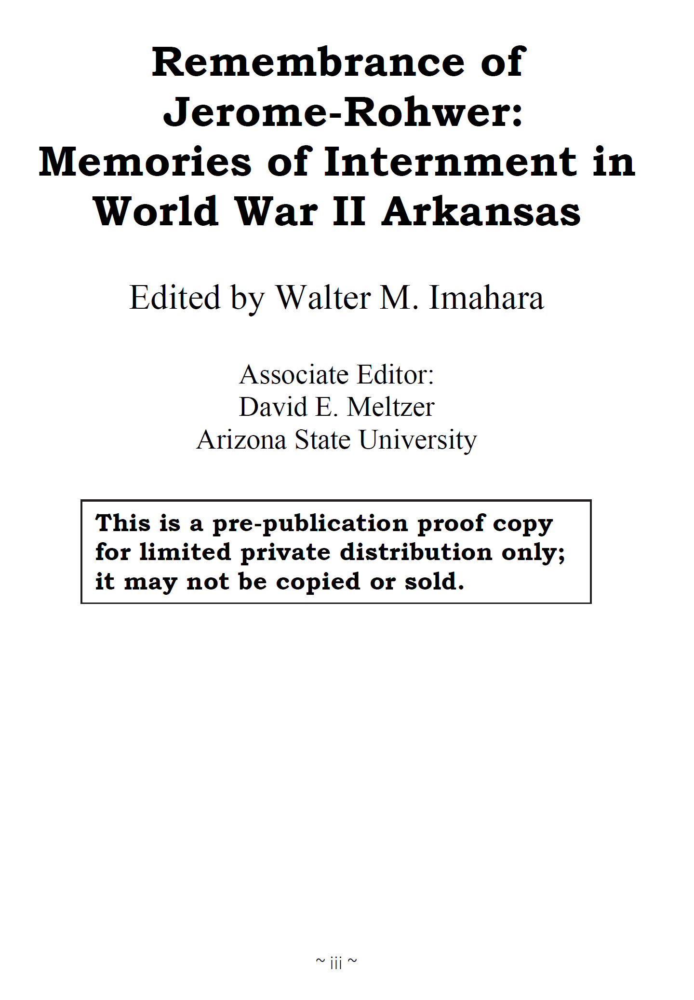 Remembrance of
Jerome-Rohwer:
Memories of Internment in
World War II Arkansas
Edited by Walter M. Imahara
Associate Editor:
David E. Meltzer
Arizona State University
This is a pre-publication proof copy
for limited private distribution only;
it may not be copied or sold.
~ iii ~